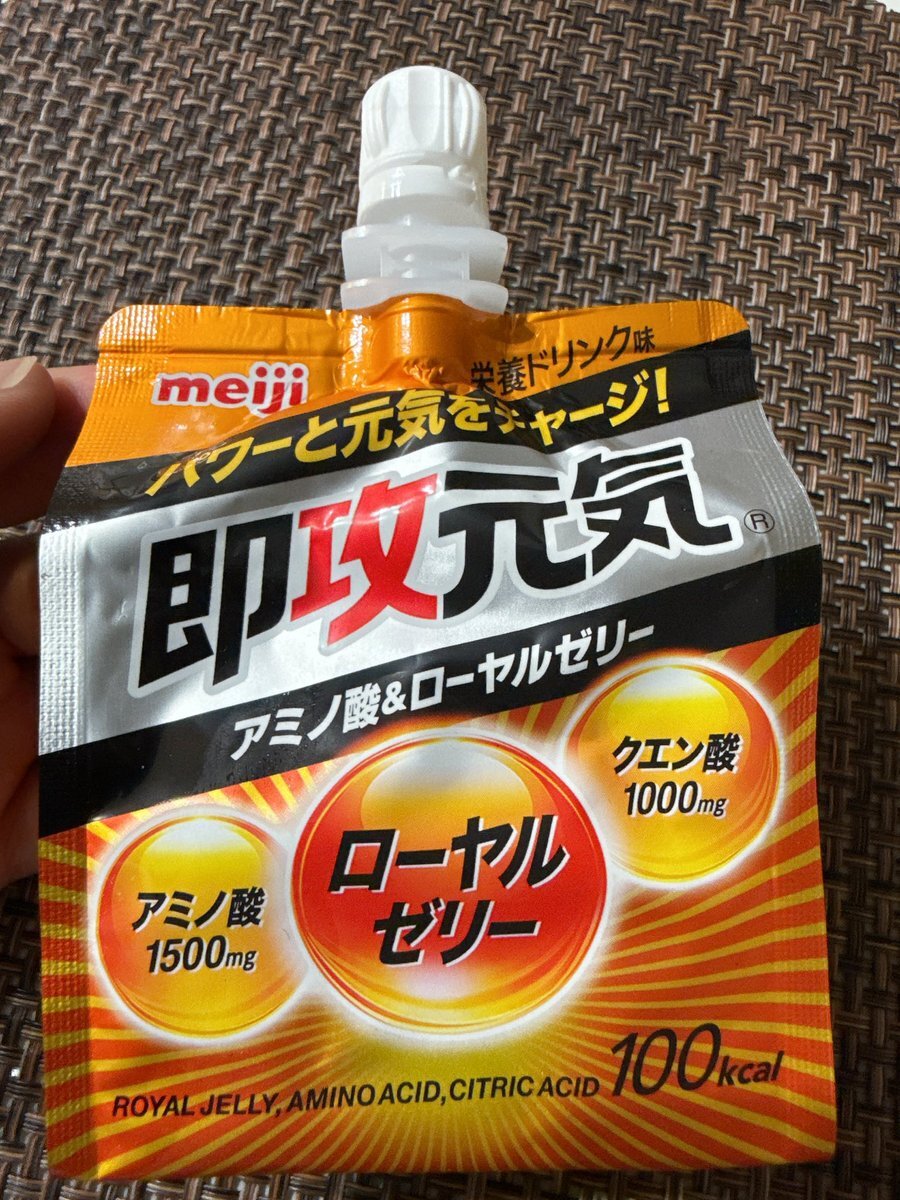 meiji
栄養ドリンク味
パワーと元気をチャージ!
即攻元気®
アミノ酸&ローヤルゼリー
クエン酸
1000mg
ローヤル
ゼリー
アミノ酸
1500mg
ROYAL JELLY, AMINO ACID, CITRIC ACID 100kcal